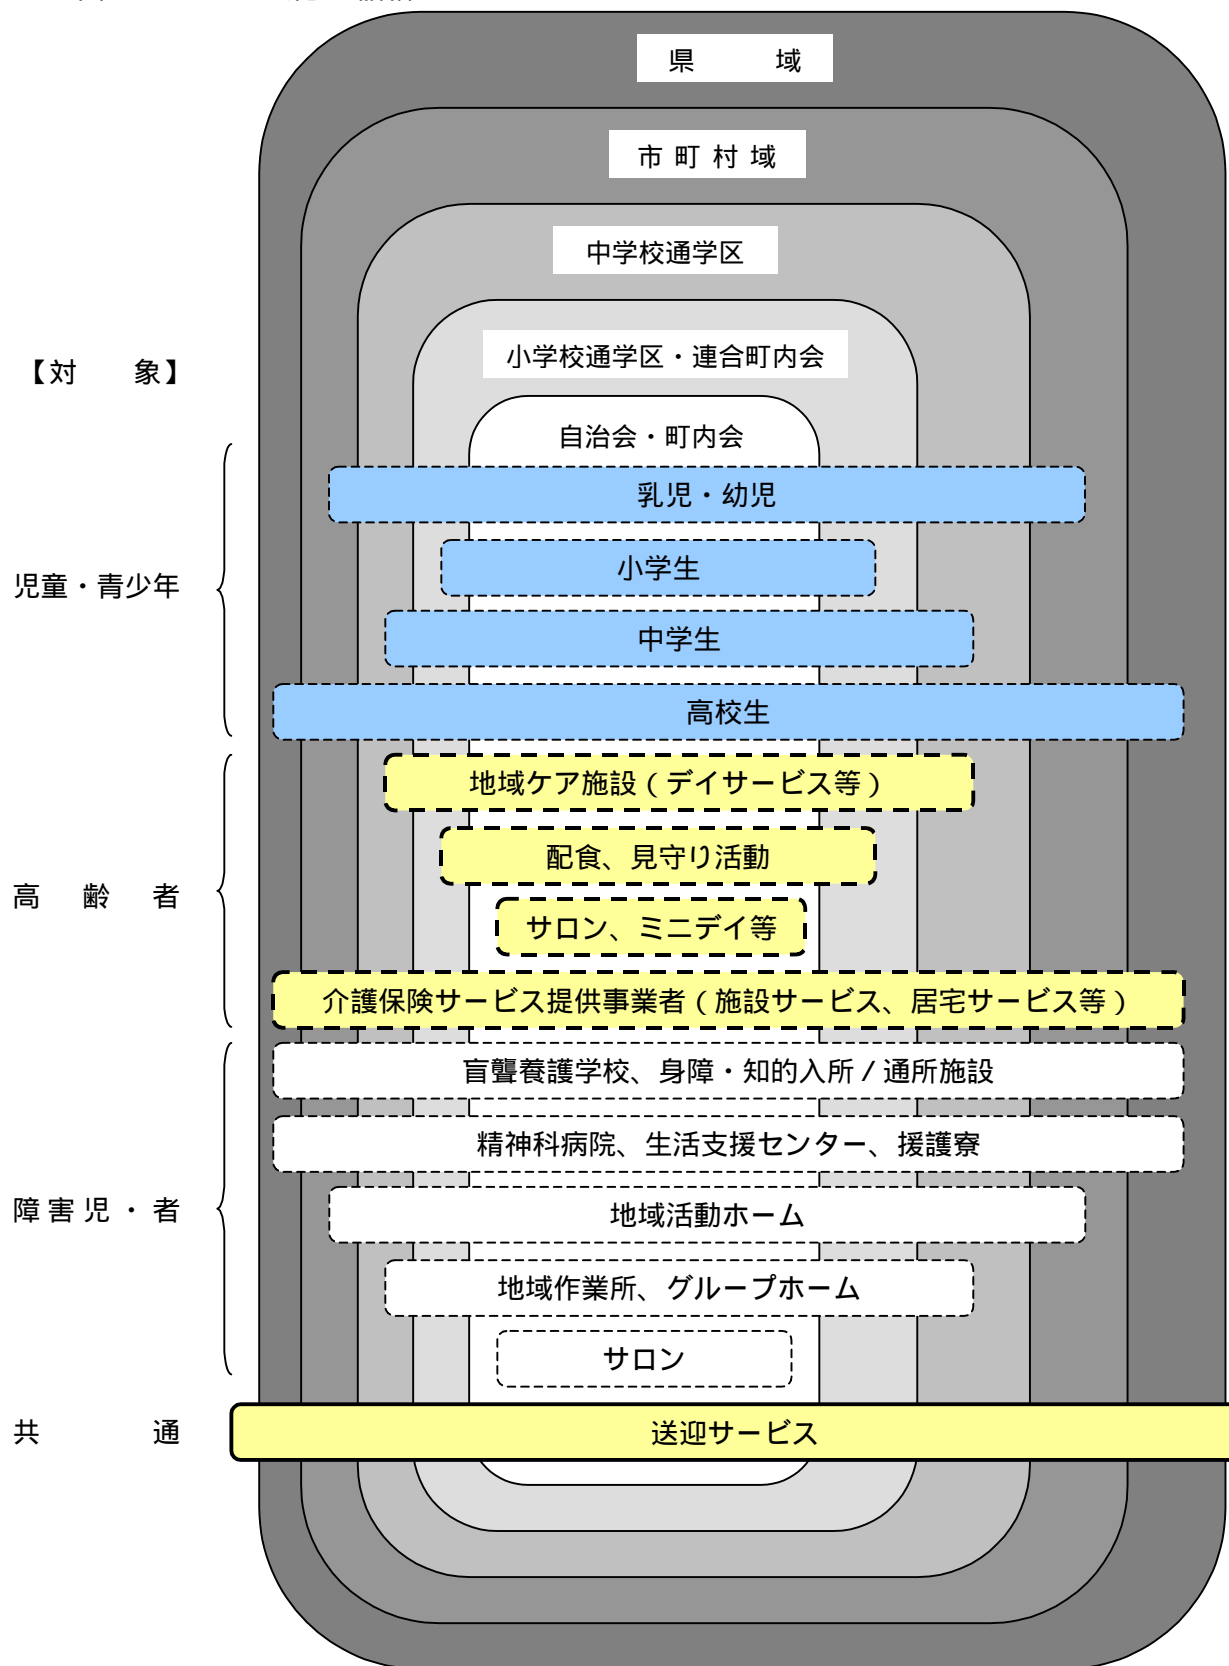 県　域
市町村域
中学校通学区
小学校通学区・連合町内会
【対　象】
自治会・町内会
乳児・幼児
小学生
児童・青少年
中学生
高校生
地域ケア施設（デイサービス等）
配食、見守り活動
高　齢　者
サロン、ミニデイ等
介護保険サービス提供事業者（施設サービス、居宅サービス等）
盲聾養護学校、身障・知的入所／通所施設
精神科病院、生活支援センター、援護寮
障害児・者
地域活動ホーム
地域作業所、グループホーム
サロン
共　通
送迎サービス